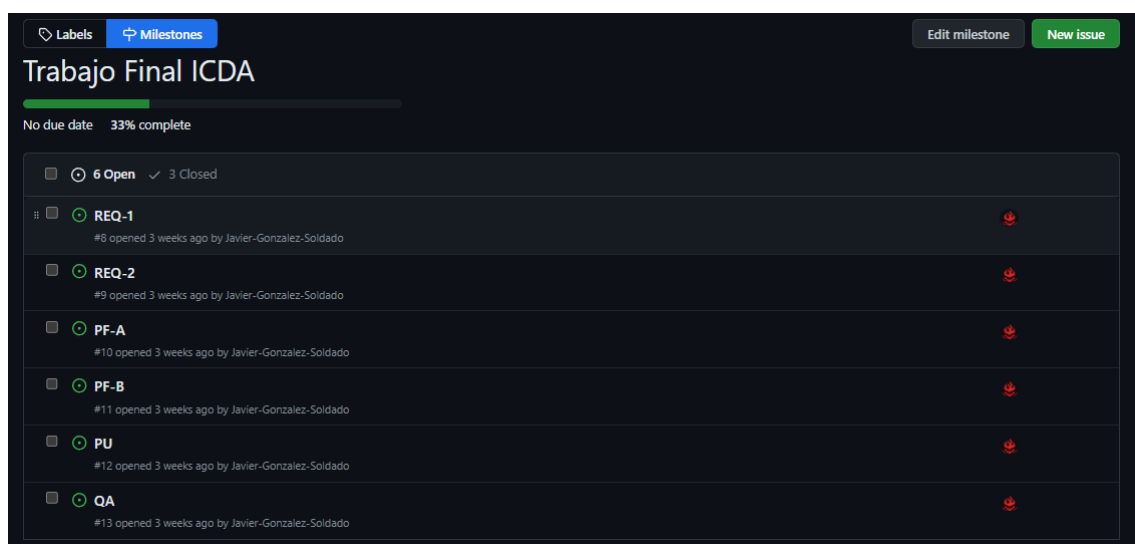 Labels Milestones Edit milestone New issue
Trabajo Final ICDA
No due date 33% complete
6 Open 3 Closed
REQ-1
#8 opened 3 weeks ago by Javier-Gonzalez-Soldado
REQ-2
#9 opened 3 weeks ago by Javier-Gonzalez-Soldado
PF-A
#10 opened 3 weeks ago by Javier-Gonzalez-Soldado
PF-B
#11 opened 3 weeks ago by Javier-Gonzalez-Soldado
PU
#12 opened 3 weeks ago by Javier-Gonzalez-Soldado
QA
#13 opened 3 weeks ago by Javier-Gonzalez-Soldado